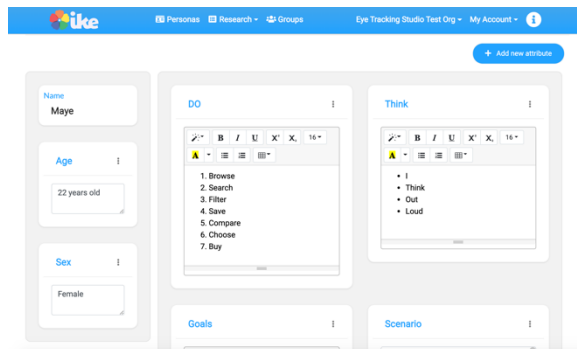 ike
Personas Research Groups Eye Tracking Studio Test Org My Account i
+ Add new attribute
Name
Maye
Age
22 years old
Sex
Female
DO
B I U X² X₂ 16
A
1. Browse
2. Search
3. Filter
4. Save
5. Compare
6. Choose
7. Buy
Think
B I U X² X₂ 16
A
• I
• Think
• Out
• Loud
Goals
Scenario